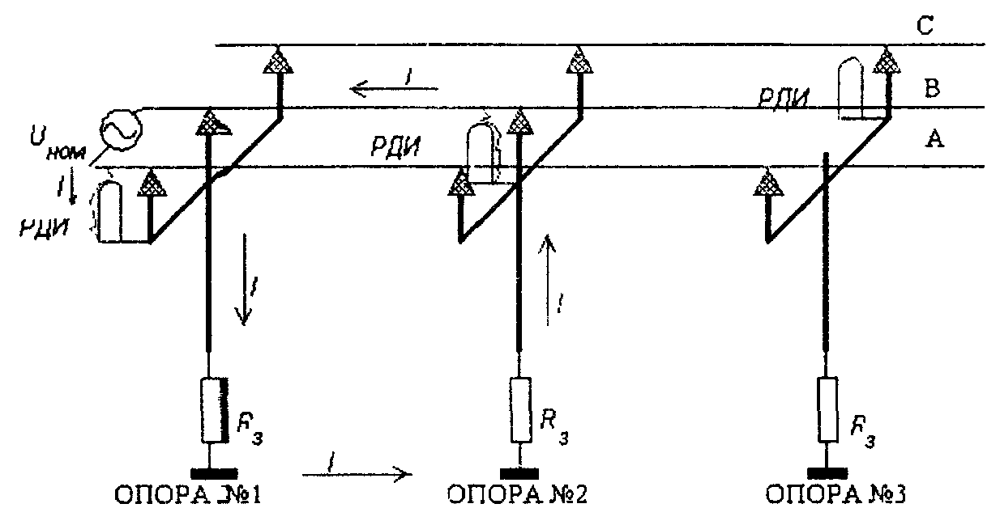 C
I
РДИ
B
U ном
РДИ
A
I
РДИ
I
I
R з
R з
R з
I
ОПОРА №1
ОПОРА №2
ОПОРА №3